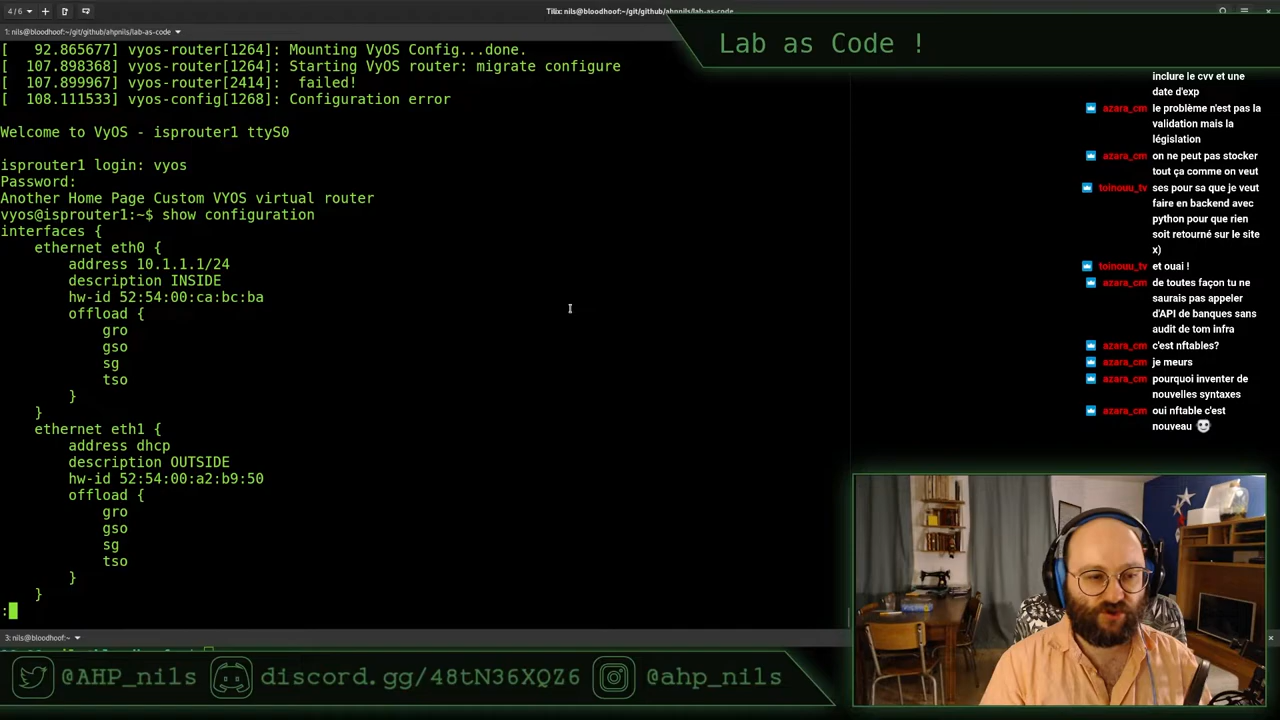 4/6
Tilix: nils@bloodhoof:~/git/github/ahpnils/lab-as-code
1: nils@bloodhoof:~/git/github/ahpnils/lab-as-code
[   92.865677] vyos-router[1264]: Mounting VyOS Config...done.
[  107.898368] vyos-router[1264]: Starting VyOS router: migrate configure
[  107.899967] vyos-router[2414]:  failed!
[  108.111533] vyos-config[1268]: Configuration error
Welcome to VyOS - isprouter1 ttyS0
isprouter1 login: vyos
Password:
Another Home Page Custom VYOS virtual router
vyos@isprouter1:~$ show configuration
interfaces {
    ethernet eth0 {
        address 10.1.1.1/24
        description INSIDE
        hw-id 52:54:00:ca:bc:ba
        offload {
            gro
            gso
            sg
            tso
        }
    }
    ethernet eth1 {
        address dhcp
        description OUTSIDE
        hw-id 52:54:00:a2:b9:50
        offload {
            gro
            gso
            sg
            tso
        }
    }
:
3: nils@bloodhoof:~
Lab as Code !
inclure le cvv et une
date d'exp
azara_cm le problème n'est pas la
validation mais la
législation
azara_cm on ne peut pas stocker
tout ça comme on veut
toinouu_tv ses pour sa que je veut
faire en backend avec
python pour que rien
soit retourné sur le site
x)
toinouu_tv et ouai !
azara_cm de toutes façon tu ne
saurais pas appeler
d'API de banques sans
audit de tom infra
azara_cm c'est nftables?
azara_cm je meurs
azara_cm pourquoi inventer de
nouvelles syntaxes
azara_cm oui nftable c'est
nouveau 💀
@AHP_nils
discord.gg/48tN36XQZ6
@ahp_nils